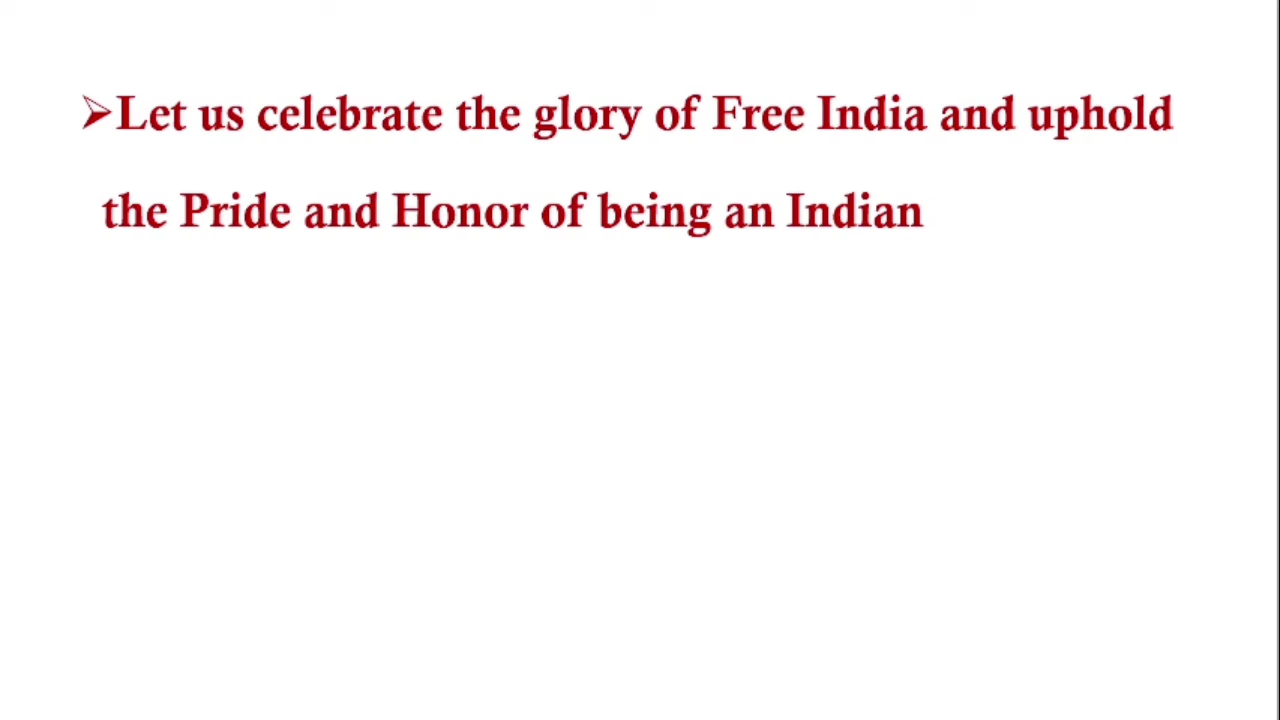 ➢Let us celebrate the glory of Free India and uphold
the Pride and Honor of being an Indian